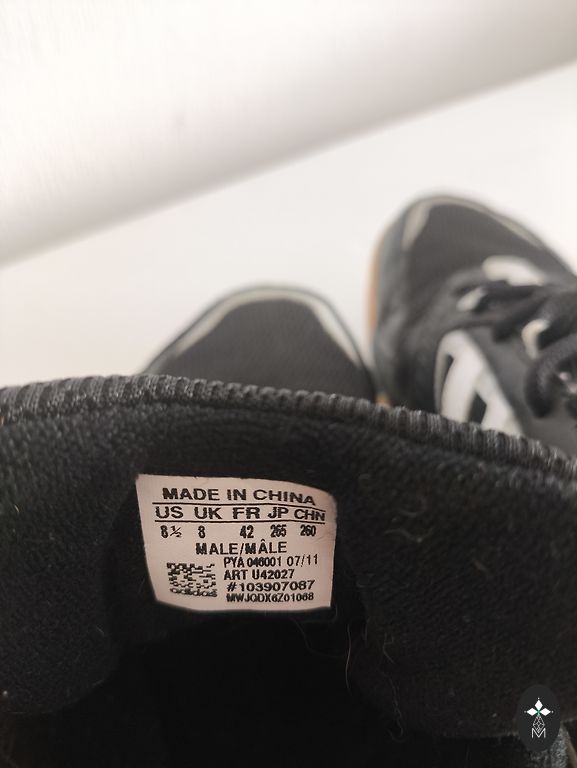 MADE IN CHINA
US UK FR JP CHN
8½ 8 42 265 260
MALE/MÂLE
PYA 046001 07/11
ART U42027
#103907087
adidas MWJQDX6Z01068
M